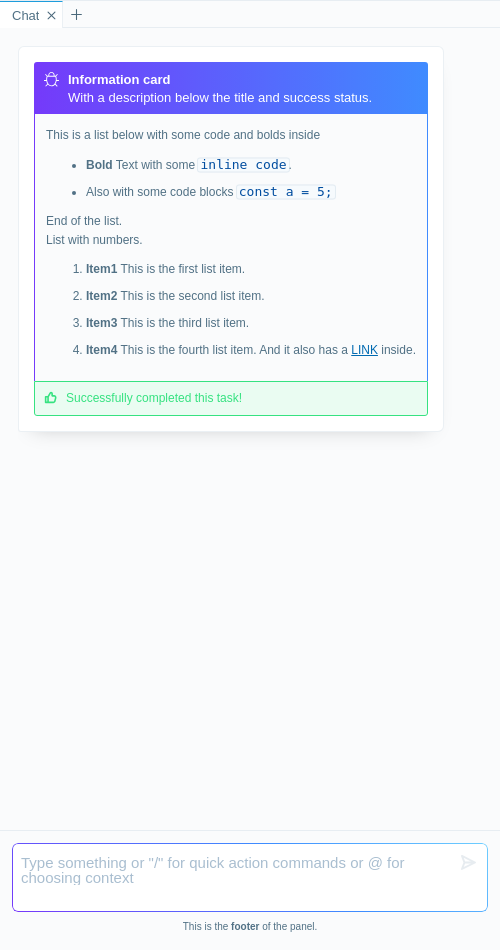 Chat
Information card
With a description below the title and success status.
This is a list below with some code and bolds inside
• Bold Text with some inline code.
• Also with some code blocks const a = 5;
End of the list.
List with numbers.
1. Item1 This is the first list item.
2. Item2 This is the second list item.
3. Item3 This is the third list item.
4. Item4 This is the fourth list item. And it also has a LINK inside.
Successfully completed this task!
Type something or "/" for quick action commands or @ for
choosing context
This is the footer of the panel.